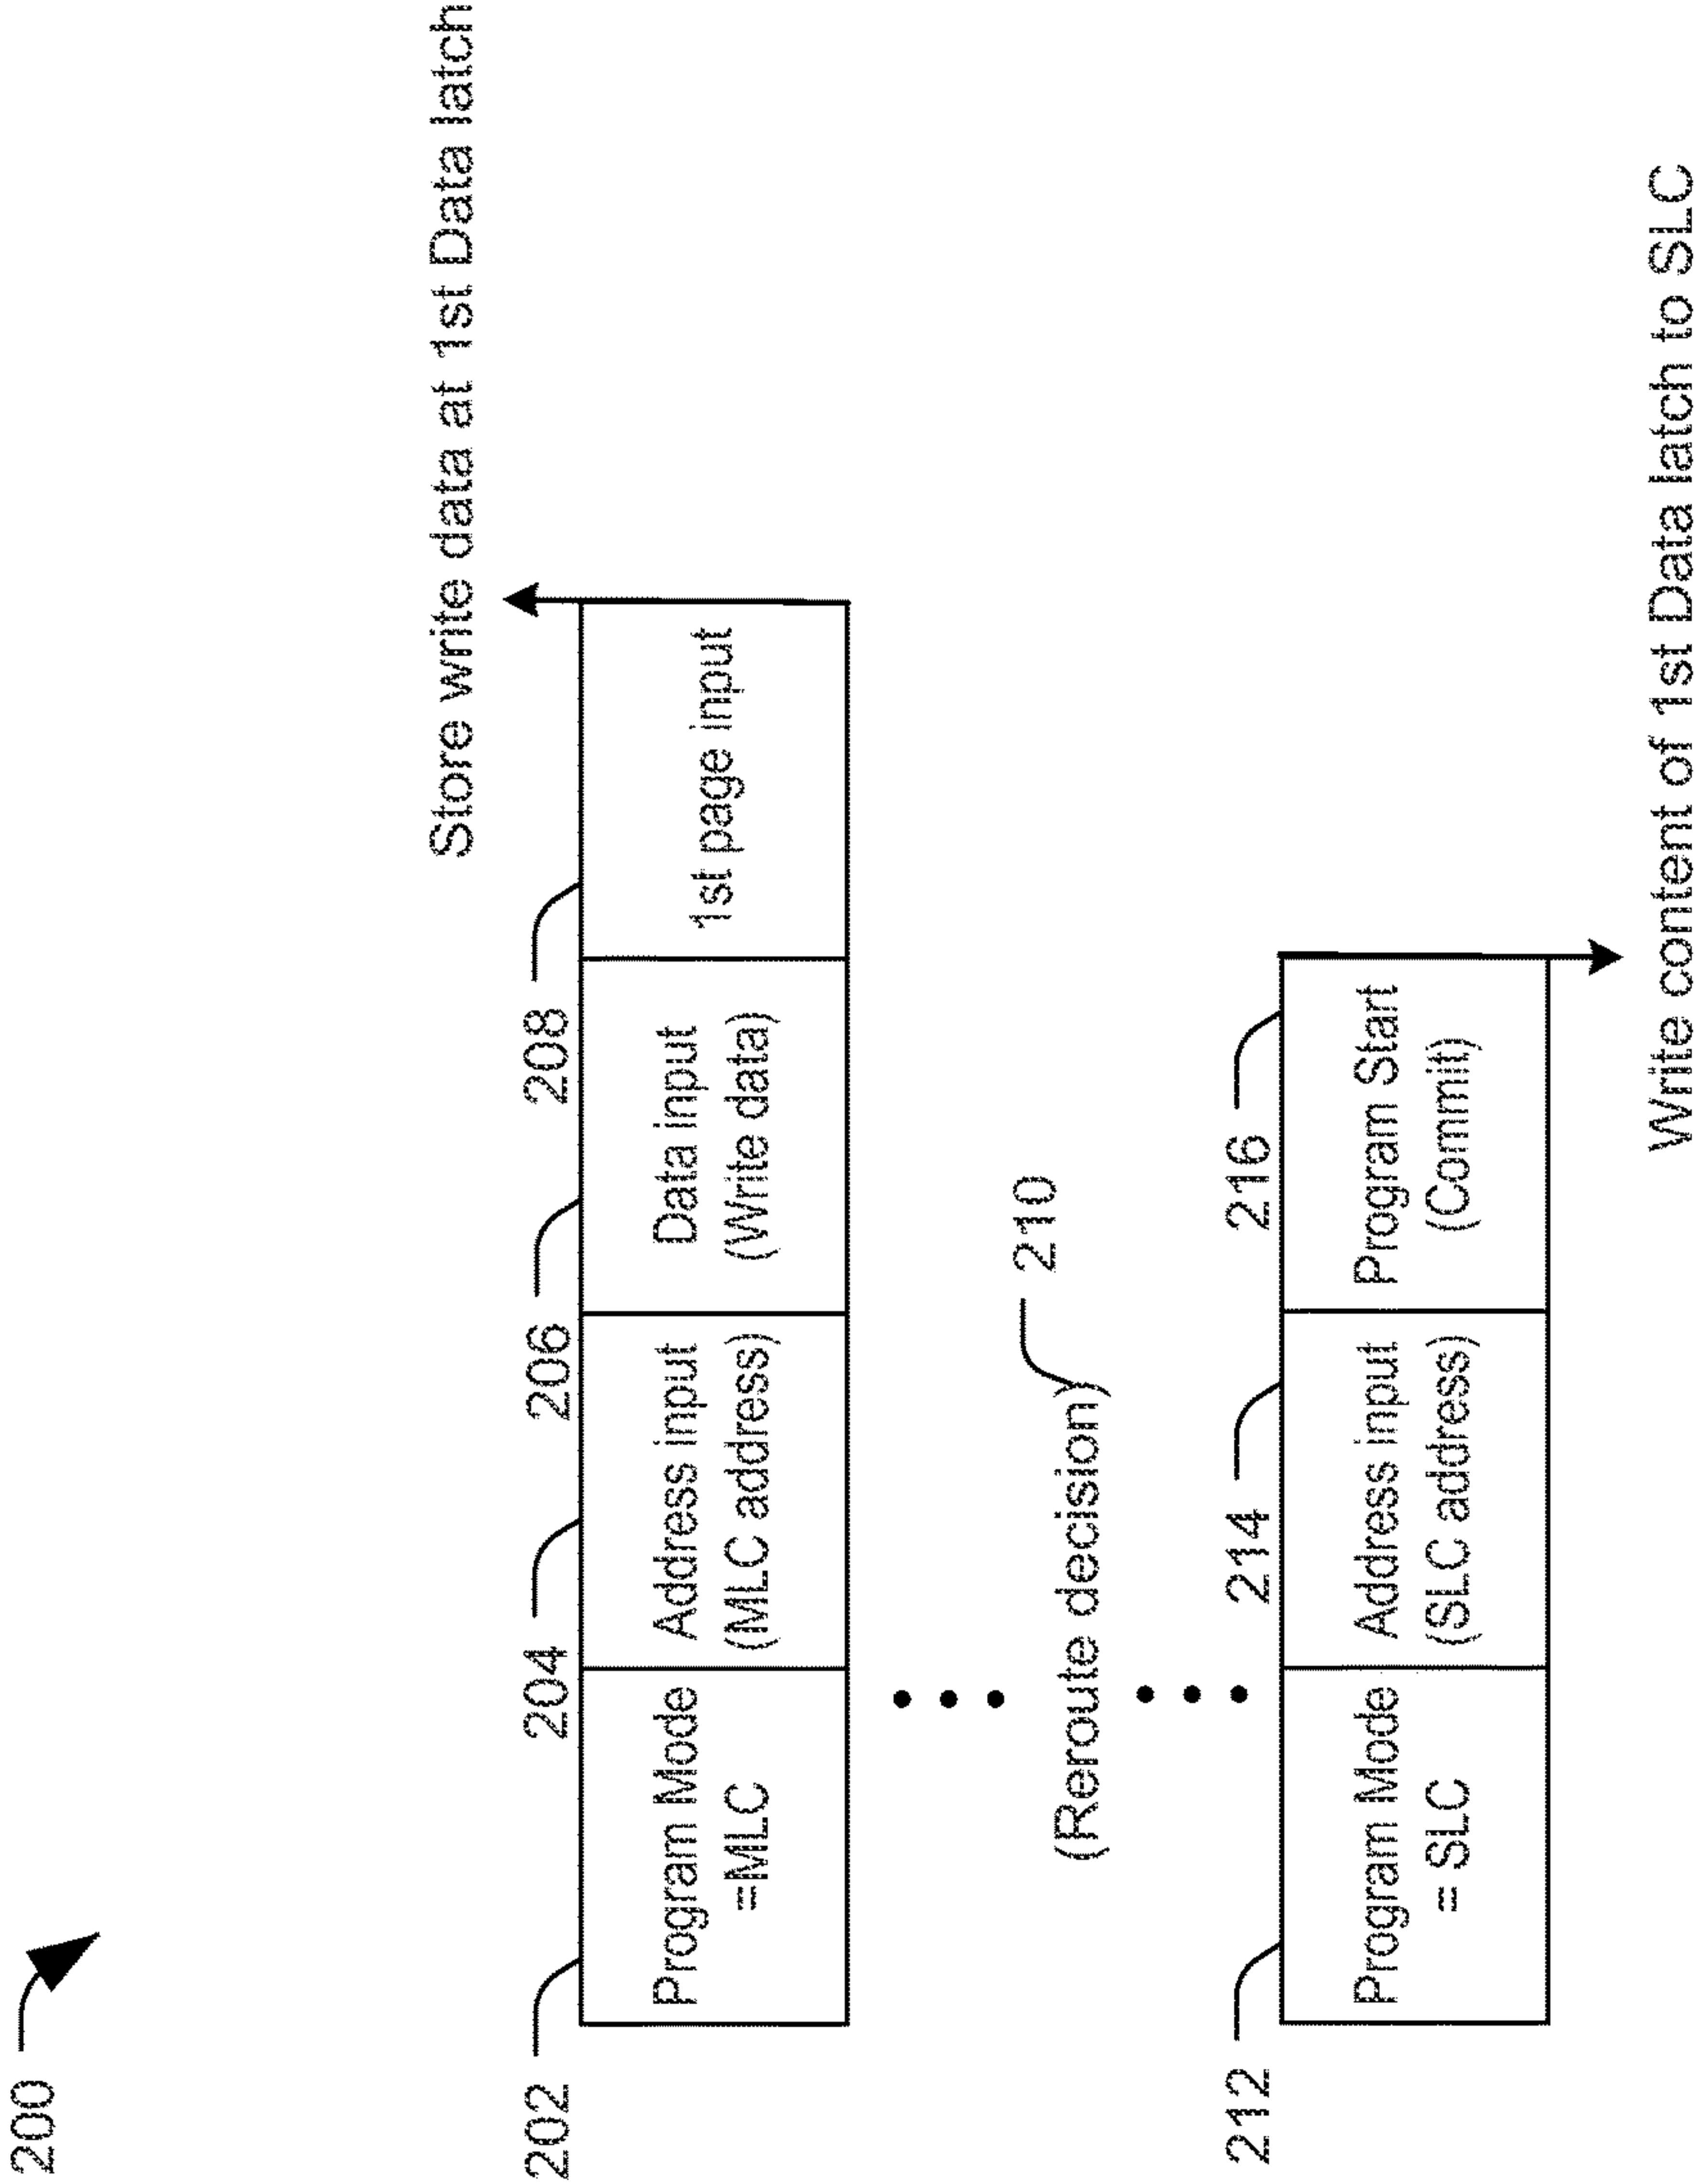 200
Store write data at 1st Data latch
202
204
206
208
Program Mode
=MLC
Address input
(MLC address)
Data input
(Write data)
1st page input
(Reroute decision)
210
212
214
216
Program Mode
= SLC
Address input
(SLC address)
Program Start
(Commit)
Write content of 1st Data latch to SLC